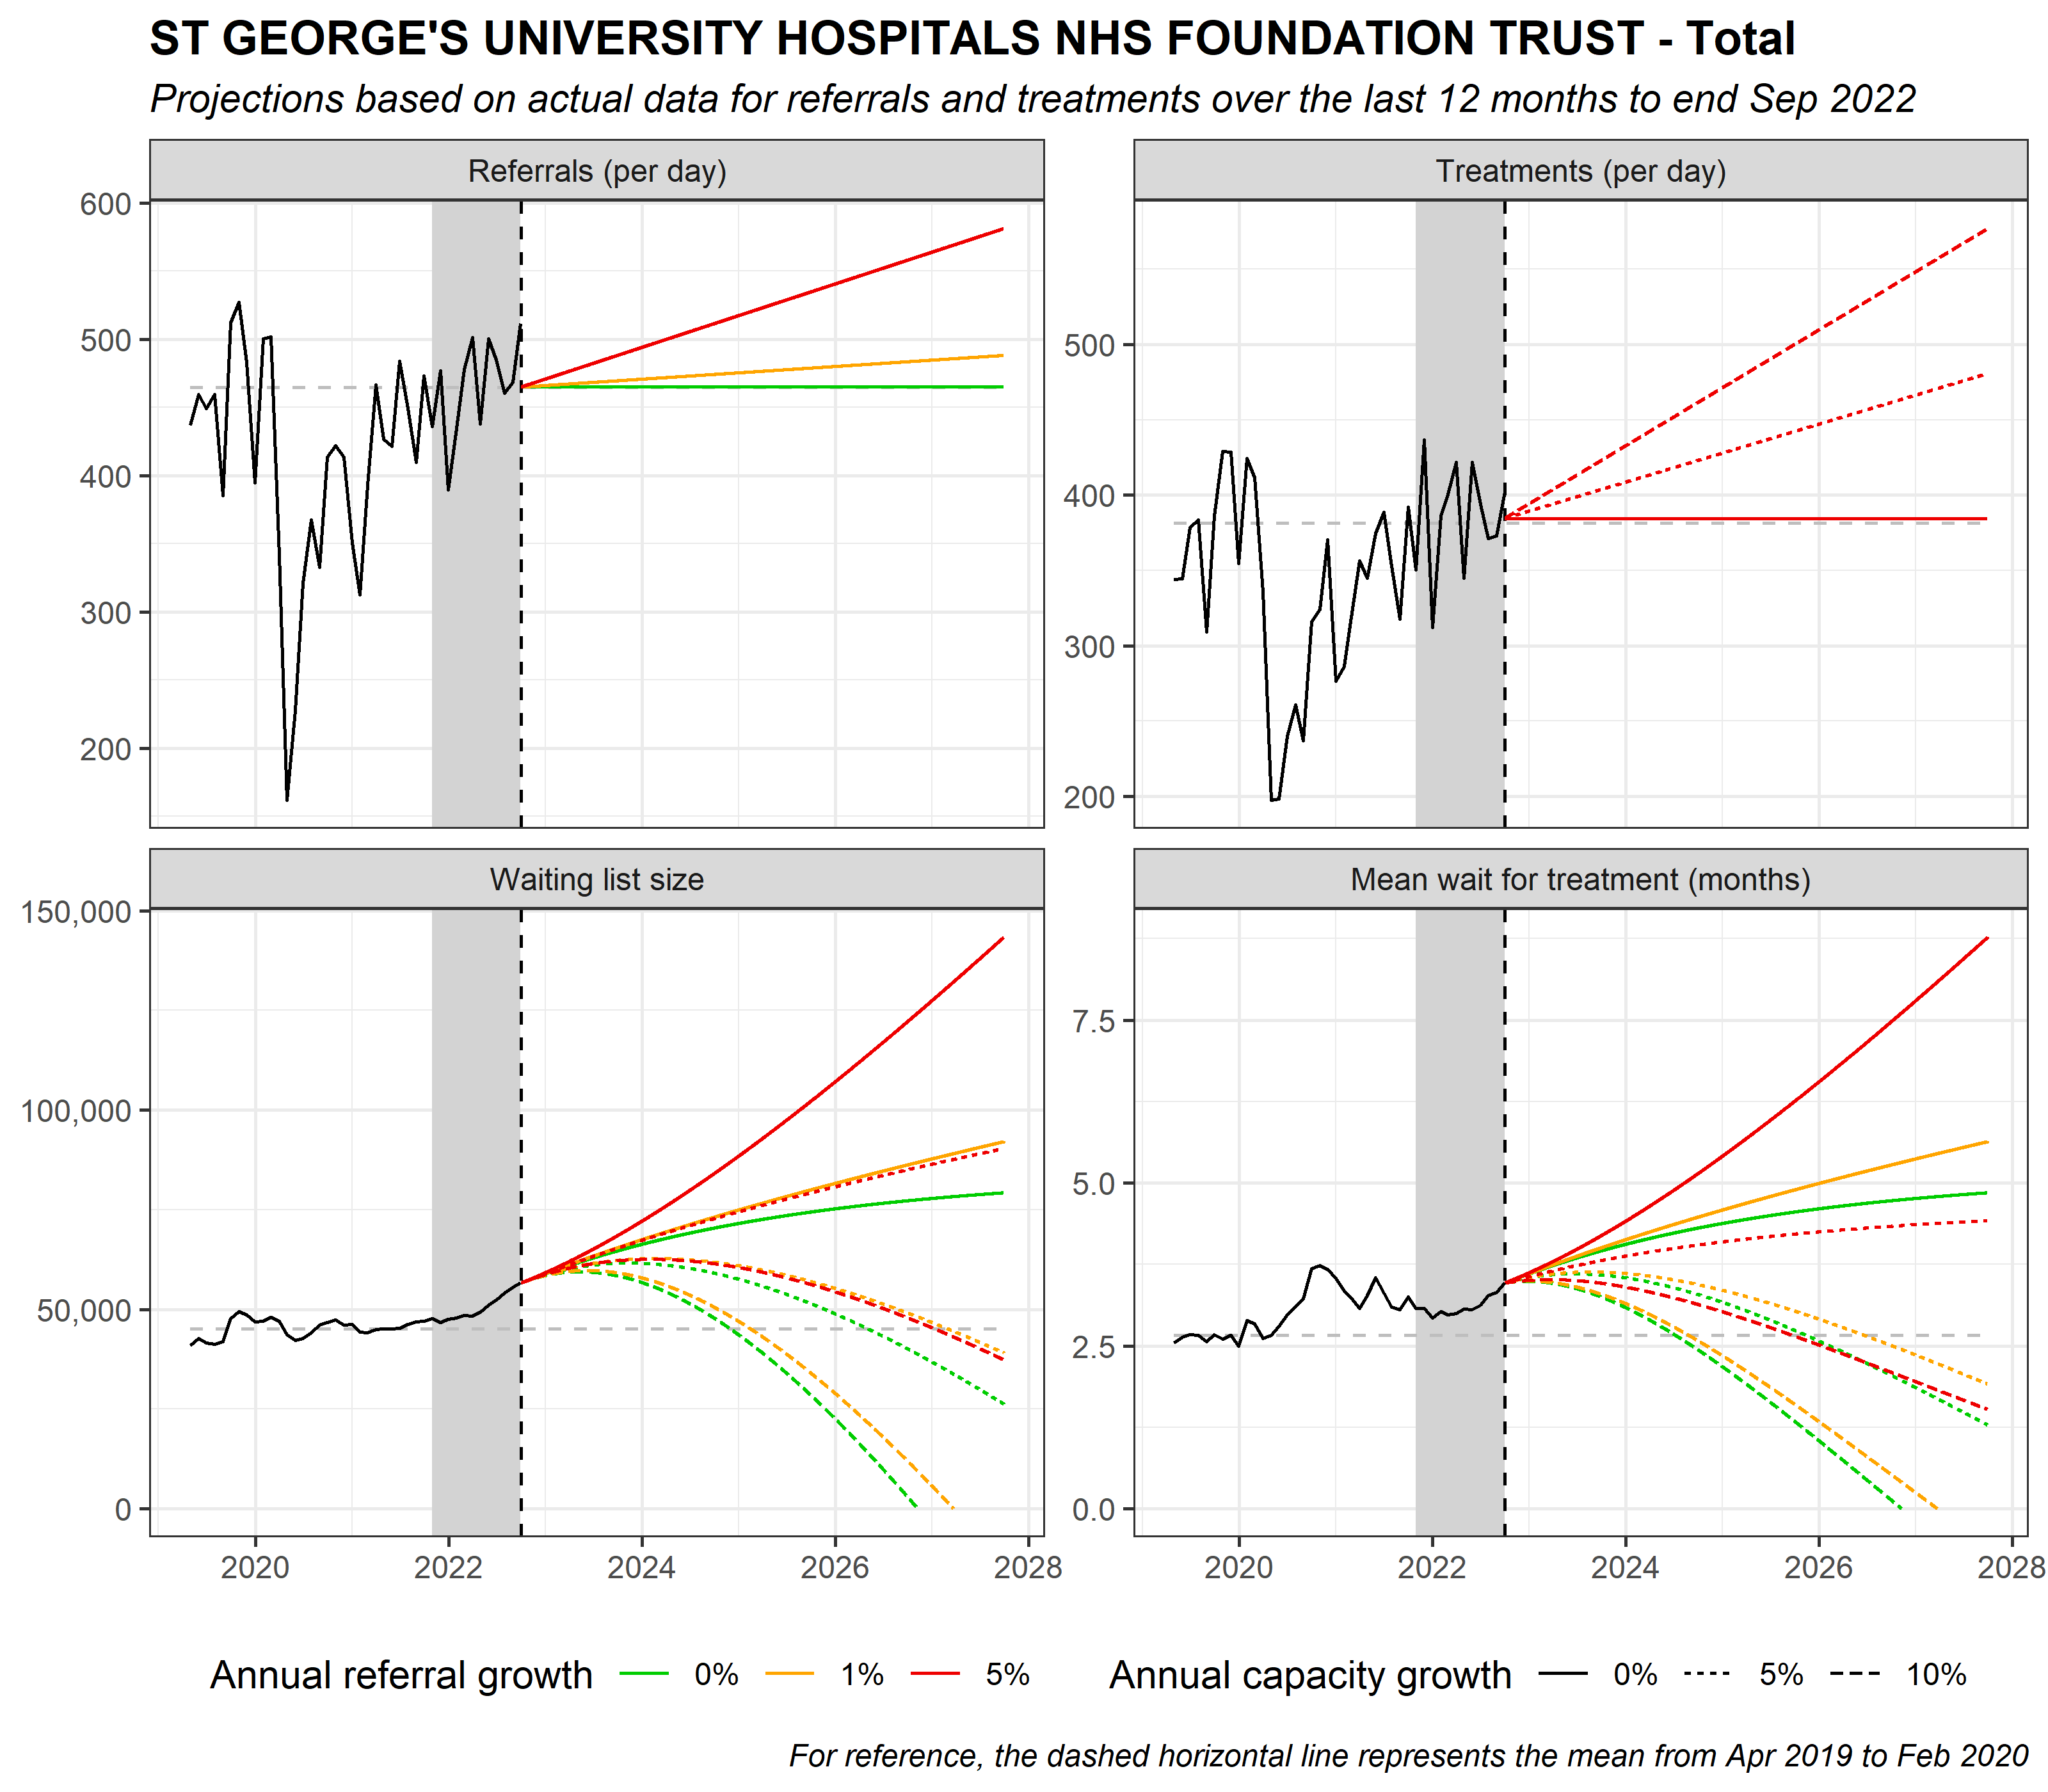 ST GEORGE'S UNIVERSITY HOSPITALS NHS FOUNDATION TRUST - Total
Projections based on actual data for referrals and treatments over the last 12 months to end Sep 2022
Referrals (per day)
600
500
400
300
200
Treatments (per day)
500
400
300
200
Waiting list size
150,000
100,000
50,000
0
2020 2022 2024 2026 2028
Mean wait for treatment (months)
7.5
5.0
2.5
0.0
2020 2022 2024 2026 2028
Annual referral growth 0% 1% 5%
Annual capacity growth 0% 5% 10%
For reference, the dashed horizontal line represents the mean from Apr 2019 to Feb 2020